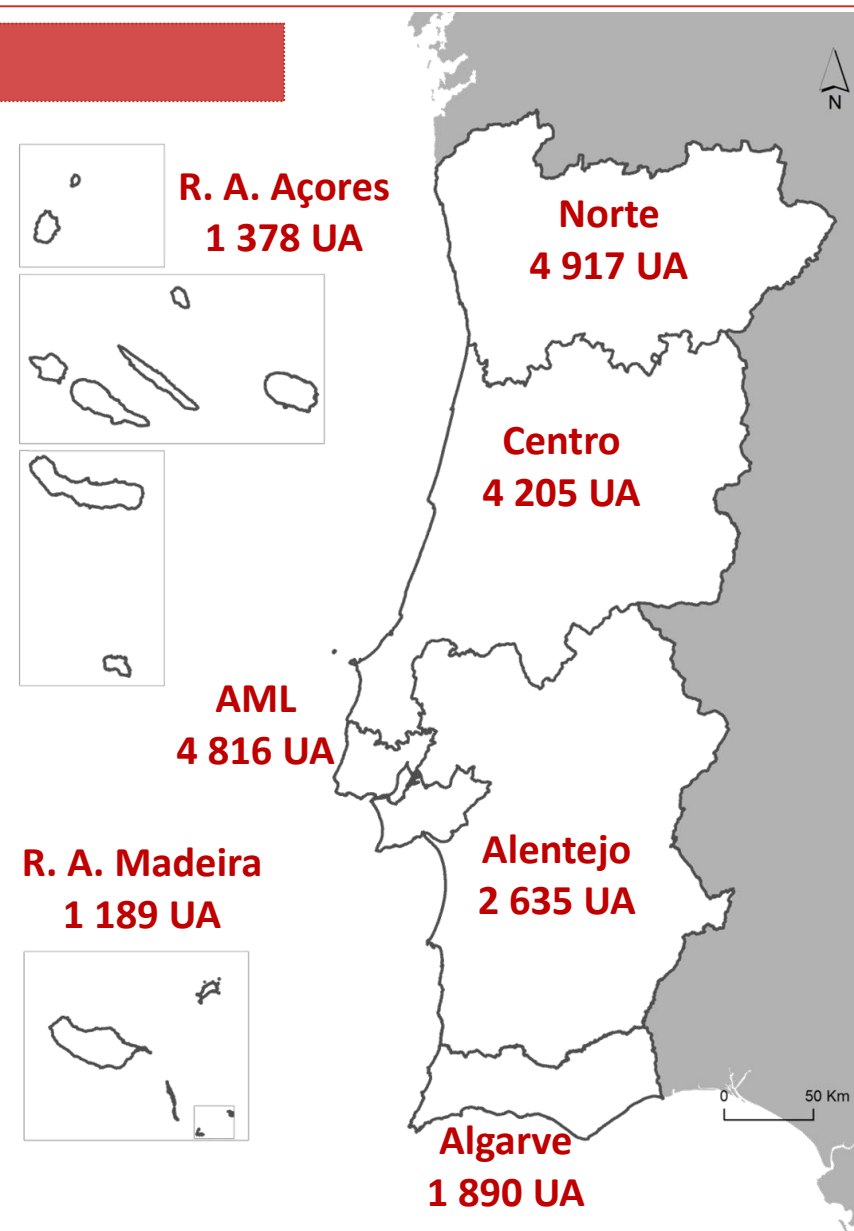 N
R. A. Açores
1 378 UA
Norte
4 917 UA
Centro
4 205 UA
AML
4 816 UA
R. A. Madeira
1 189 UA
Alentejo
2 635 UA
0 50 Km
Algarve
1 890 UA